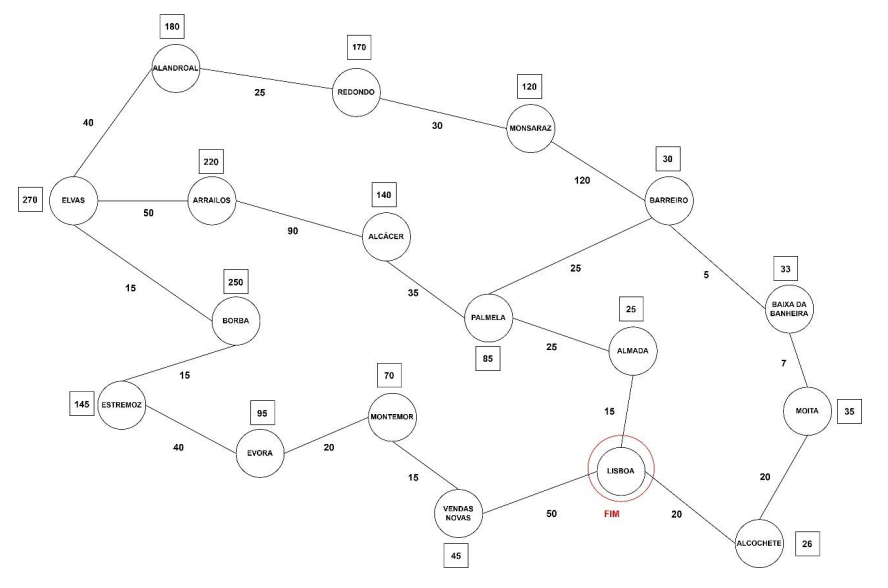 180
ALANDROAL
170
REDONDO
25
120
MONSARAZ
30
40
30
BARREIRO
120
220
140
270
ELVAS
ARRAILOS
50
ALCÁCER
90
25
5
33
BAIXA DA
BANHEIRA
15
250
BORBA
35
PALMELA
85
25
25
ALMADA
7
15
70
145
ESTREMOZ
95
MONTEMOR
MOITA
35
15
40
EVORA
20
15
LISBOA
FIM
20
VENDAS
NOVAS
45
50
20
ALCOCHETE
26